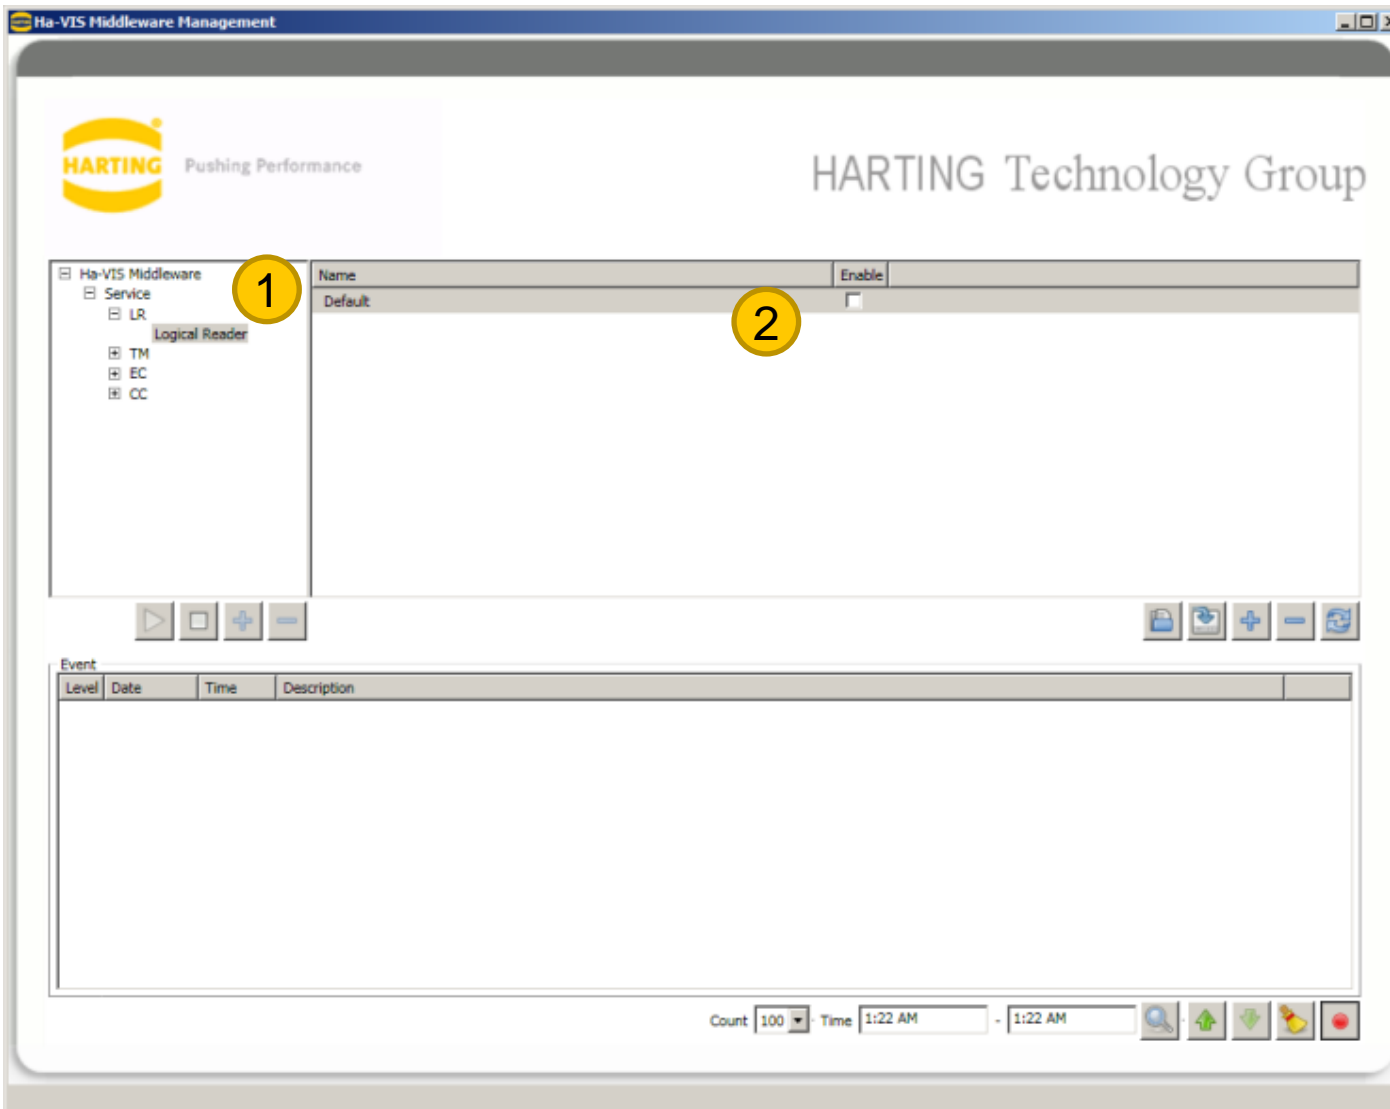 Ha-VIS Middleware Management
HARTING
Pushing Performance
HARTING Technology Group
Ha-VIS Middleware
Service
LR
Logical Reader
TM
EC
CC
1
Name Enable
Default
2
Event
Level Date Time Description
Count 100 Time 1:22 AM - 1:22 AM